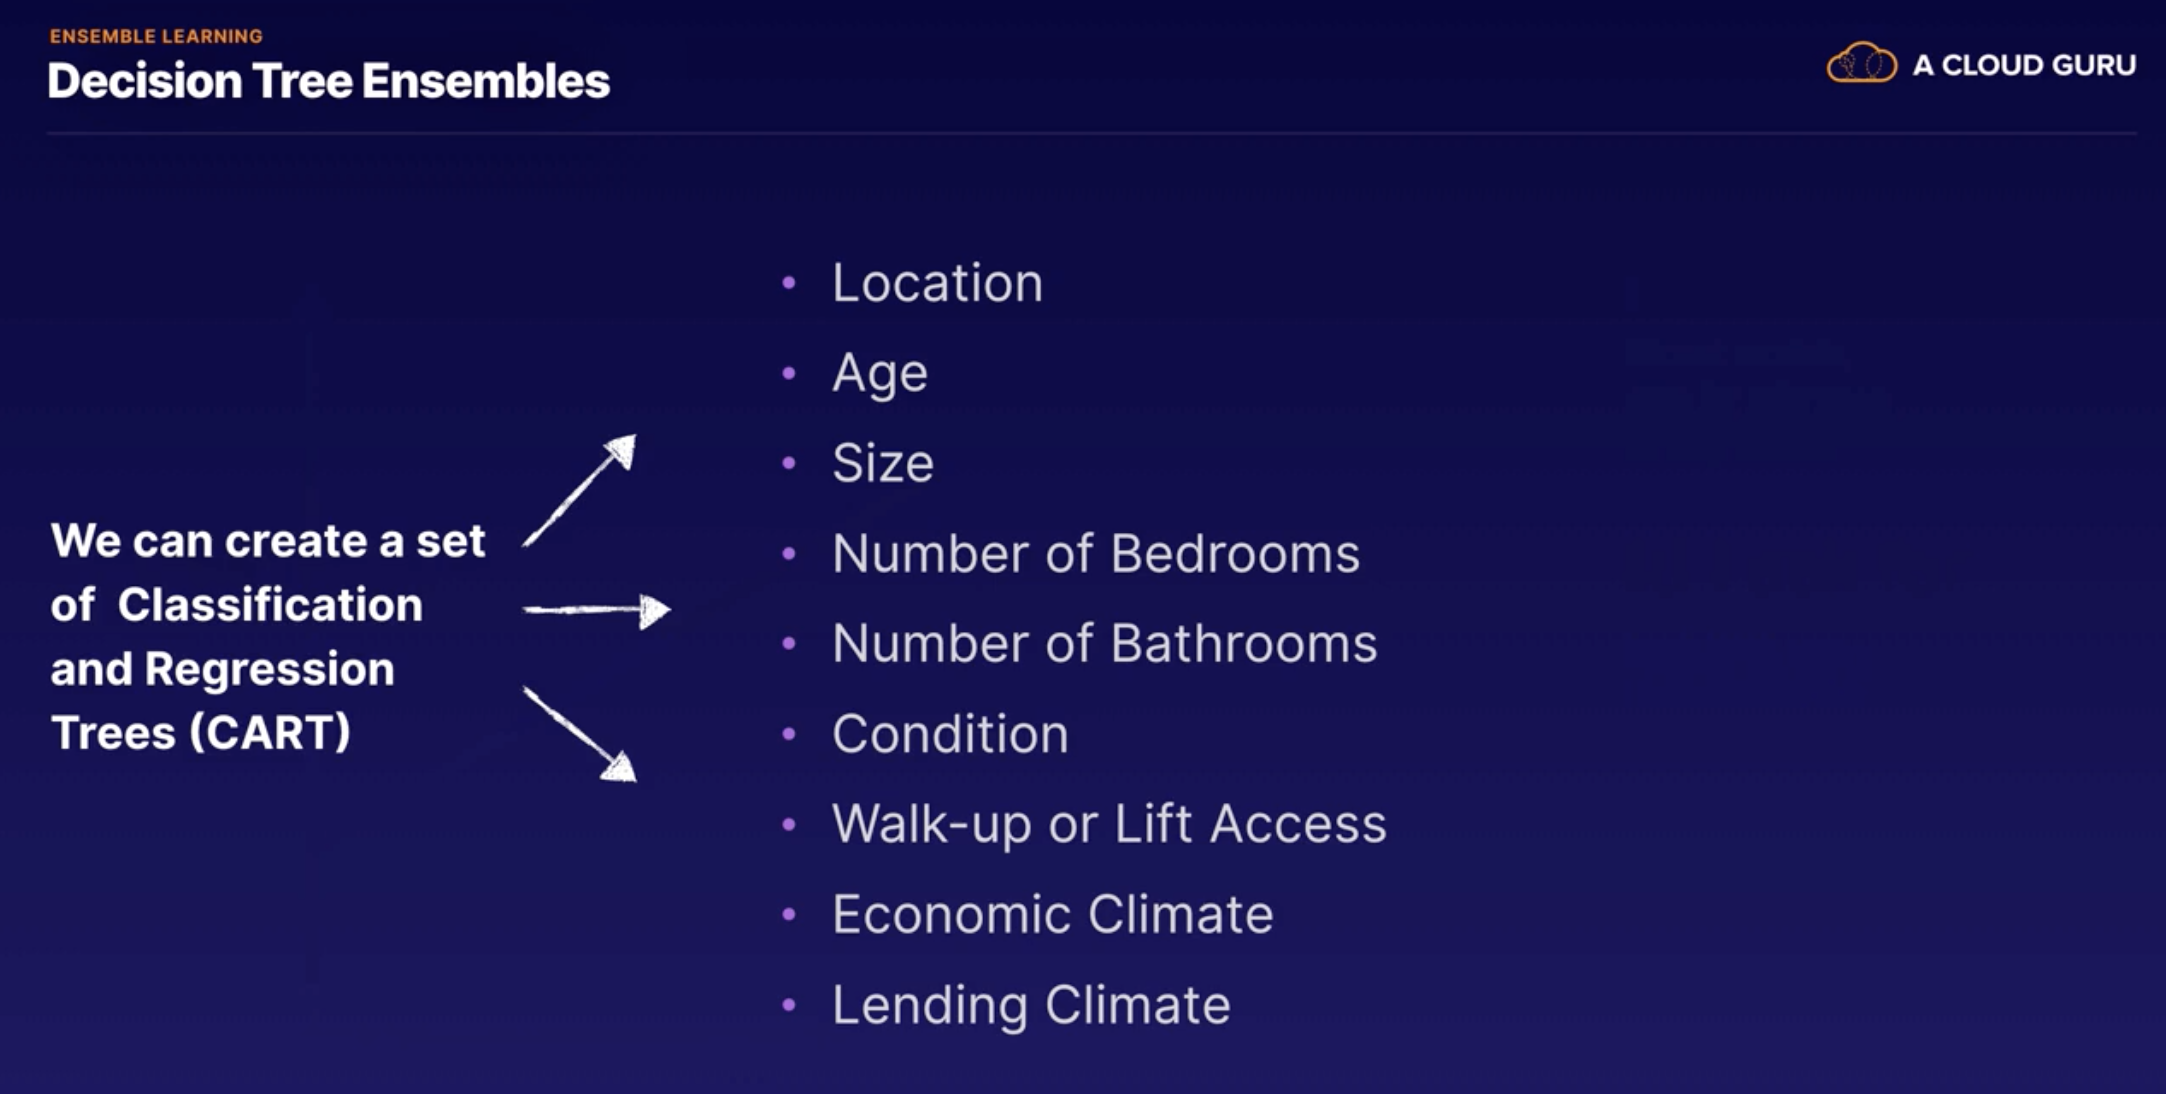 ENSEMBLE LEARNING
Decision Tree Ensembles
A CLOUD GURU
We can create a set
of Classification
and Regression
Trees (CART)
• Location
• Age
• Size
• Number of Bedrooms
• Number of Bathrooms
• Condition
• Walk-up or Lift Access
• Economic Climate
• Lending Climate